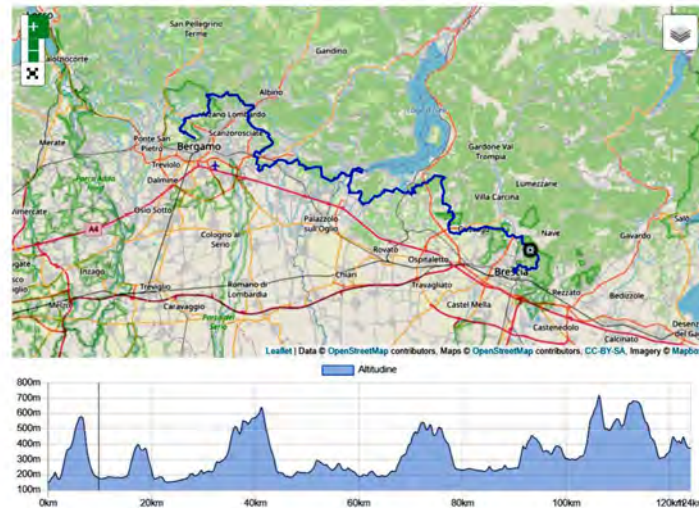 San Pellegrino
Terme
Gandino
Albino
Merate
Ponte San
Pietro
Scanzorosciate
Bergamo
Treviolo
Dalmine
Gardone Val
Trompia
Lumezzane
Villa Carcina
Nave
Gavardo
Osio Sotto
A4
Cologno al
Serio
Palazzolo
sull'Oglio
Rovato
Ospitaletto
Brescia
Inzago
Treviglio
Romano di
Lombardia
Chiari
Travagliato
Rezzato
Bedizzole
Caravaggio
Castel Mella
Castenedolo
Calcinato
Leaflet | Data © OpenStreetMap contributors, Maps © OpenStreetMap contributors, CC-BY-SA, Imagery © Mapbo
Altitudine
800m
700m
600m
500m
400m
300m
200m
100m
0km
20km
40km
60km
80km
100km
120km
124km